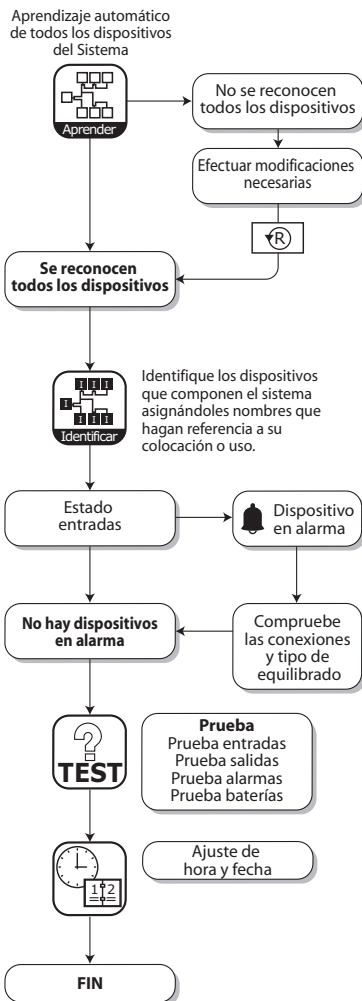 Aprendizaje automático
de todos los dispositivos
del Sistema
Aprender
No se reconocen
todos los dispositivos
Efectuar modificaciones
necesarias
R
Se reconocen
todos los dispositivos
I I I
I
I I I
Identificar
Identifique los dispositivos
que componen el sistema
asignándoles nombres que
hagan referencia a su
colocación o uso.
Estado
entradas
Dispositivo
en alarma
No hay dispositivos
en alarma
Compruebe
las conexiones
y tipo de
equilibrado
?
TEST
Prueba
Prueba entradas
Prueba salidas
Prueba alarmas
Prueba baterías
1 2
Ajuste de
hora y fecha
FIN